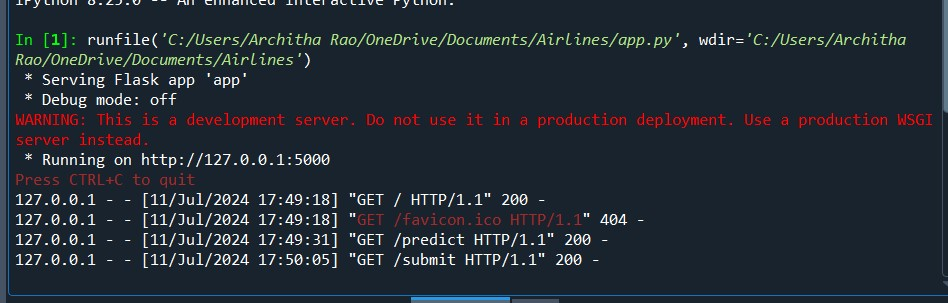 IPython 8.25.0 -- An enhanced Interactive Python.
In [1]: runfile('C:/Users/Architha Rao/OneDrive/Documents/Airlines/app.py', wdir='C:/Users/Architha
Rao/OneDrive/Documents/Airlines')
* Serving Flask app 'app'
* Debug mode: off
WARNING: This is a development server. Do not use it in a production deployment. Use a production WSGI
server instead.
* Running on http://127.0.0.1:5000
Press CTRL+C to quit
127.0.0.1 - - [11/Jul/2024 17:49:18] "GET / HTTP/1.1" 200 -
127.0.0.1 - - [11/Jul/2024 17:49:18] "GET /favicon.ico HTTP/1.1" 404 -
127.0.0.1 - - [11/Jul/2024 17:49:31] "GET /predict HTTP/1.1" 200 -
127.0.0.1 - - [11/Jul/2024 17:50:05] "GET /submit HTTP/1.1" 200 -